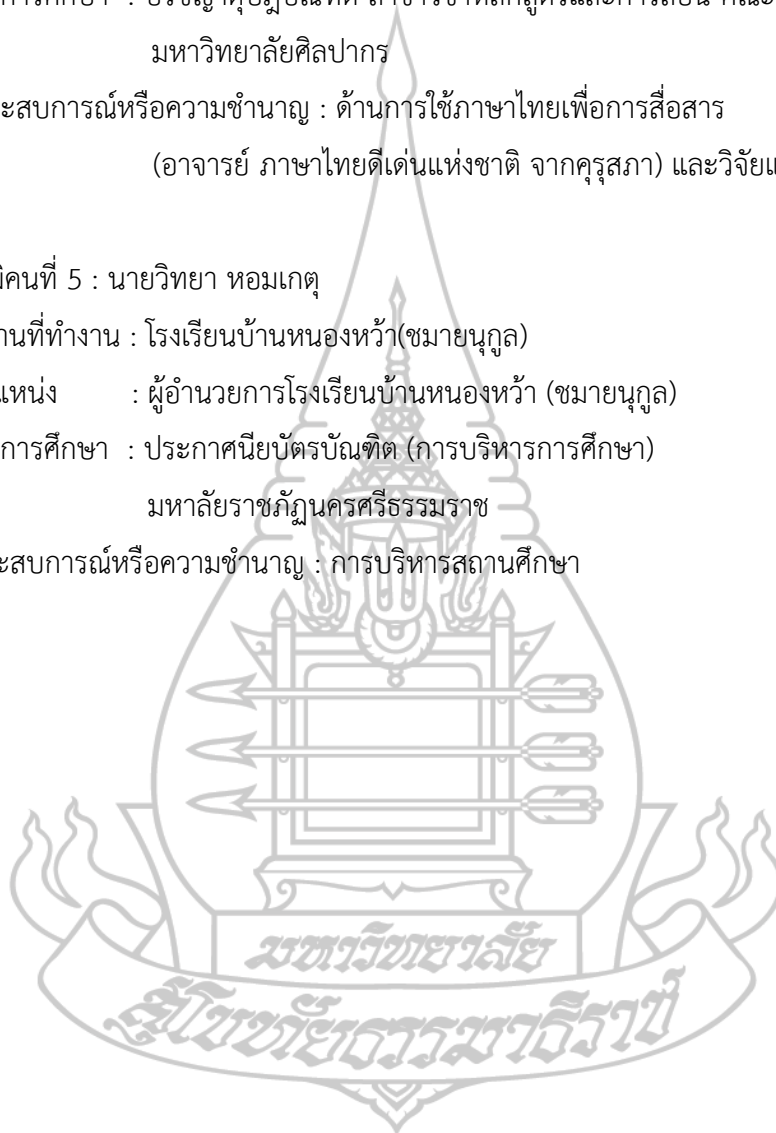 มหาวิทยาลัยศิลปากร
ะสบการณ์หรือความชำนาญ : ด้านการใช้ภาษาไทยเพื่อการสื่อสาร
(อาจารย์ ภาษาไทยดีเด่นแห่งชาติ จากคุรุสภา) และวิจัยแ
ฒิคนที่ 5 : นายวิทยา หอมเกตุ
านที่ทำงาน : โรงเรียนบ้านหนองหว้า(ชมายนุกูล)
แหน่ง : ผู้อำนวยการโรงเรียนบ้านหนองหว้า (ชมายนุกูล)
การศึกษา : ประกาศนียบัตรบัณฑิต (การบริหารการศึกษา)
มหาลัยราชภัฏนครศรีธรรมราช
ะสบการณ์หรือความชำนาญ : การบริหารสถานศึกษา
มหาวิทยาลัย
สุโขทัยธรรมาธิราช